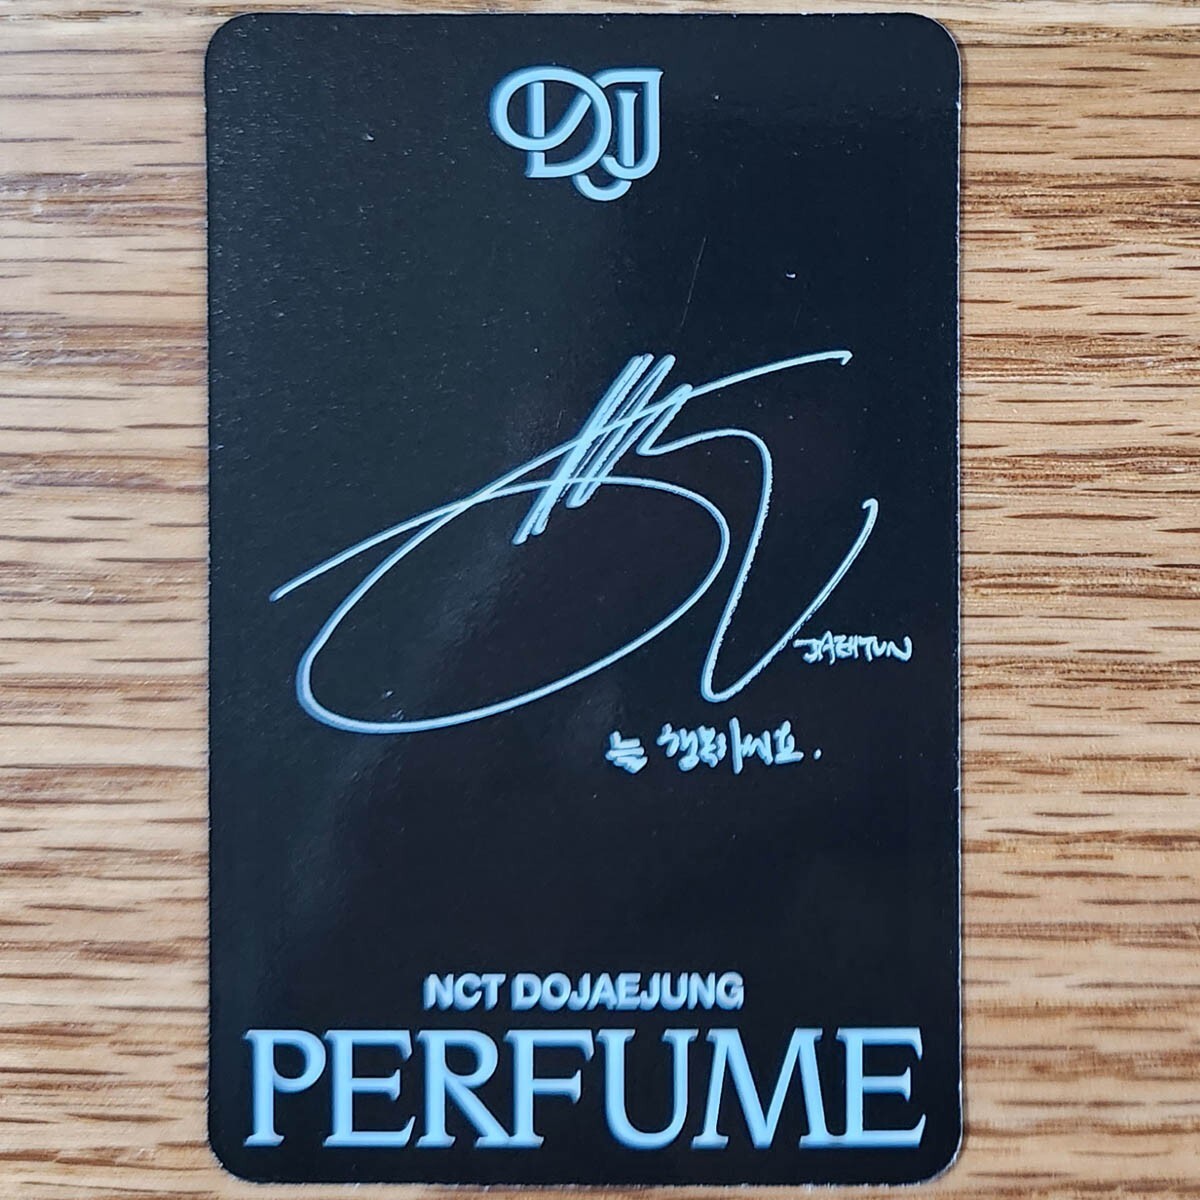 DJJ
JAEHYUN
늘 행복하세요.
NCT DOJAEJUNG
PERFUME